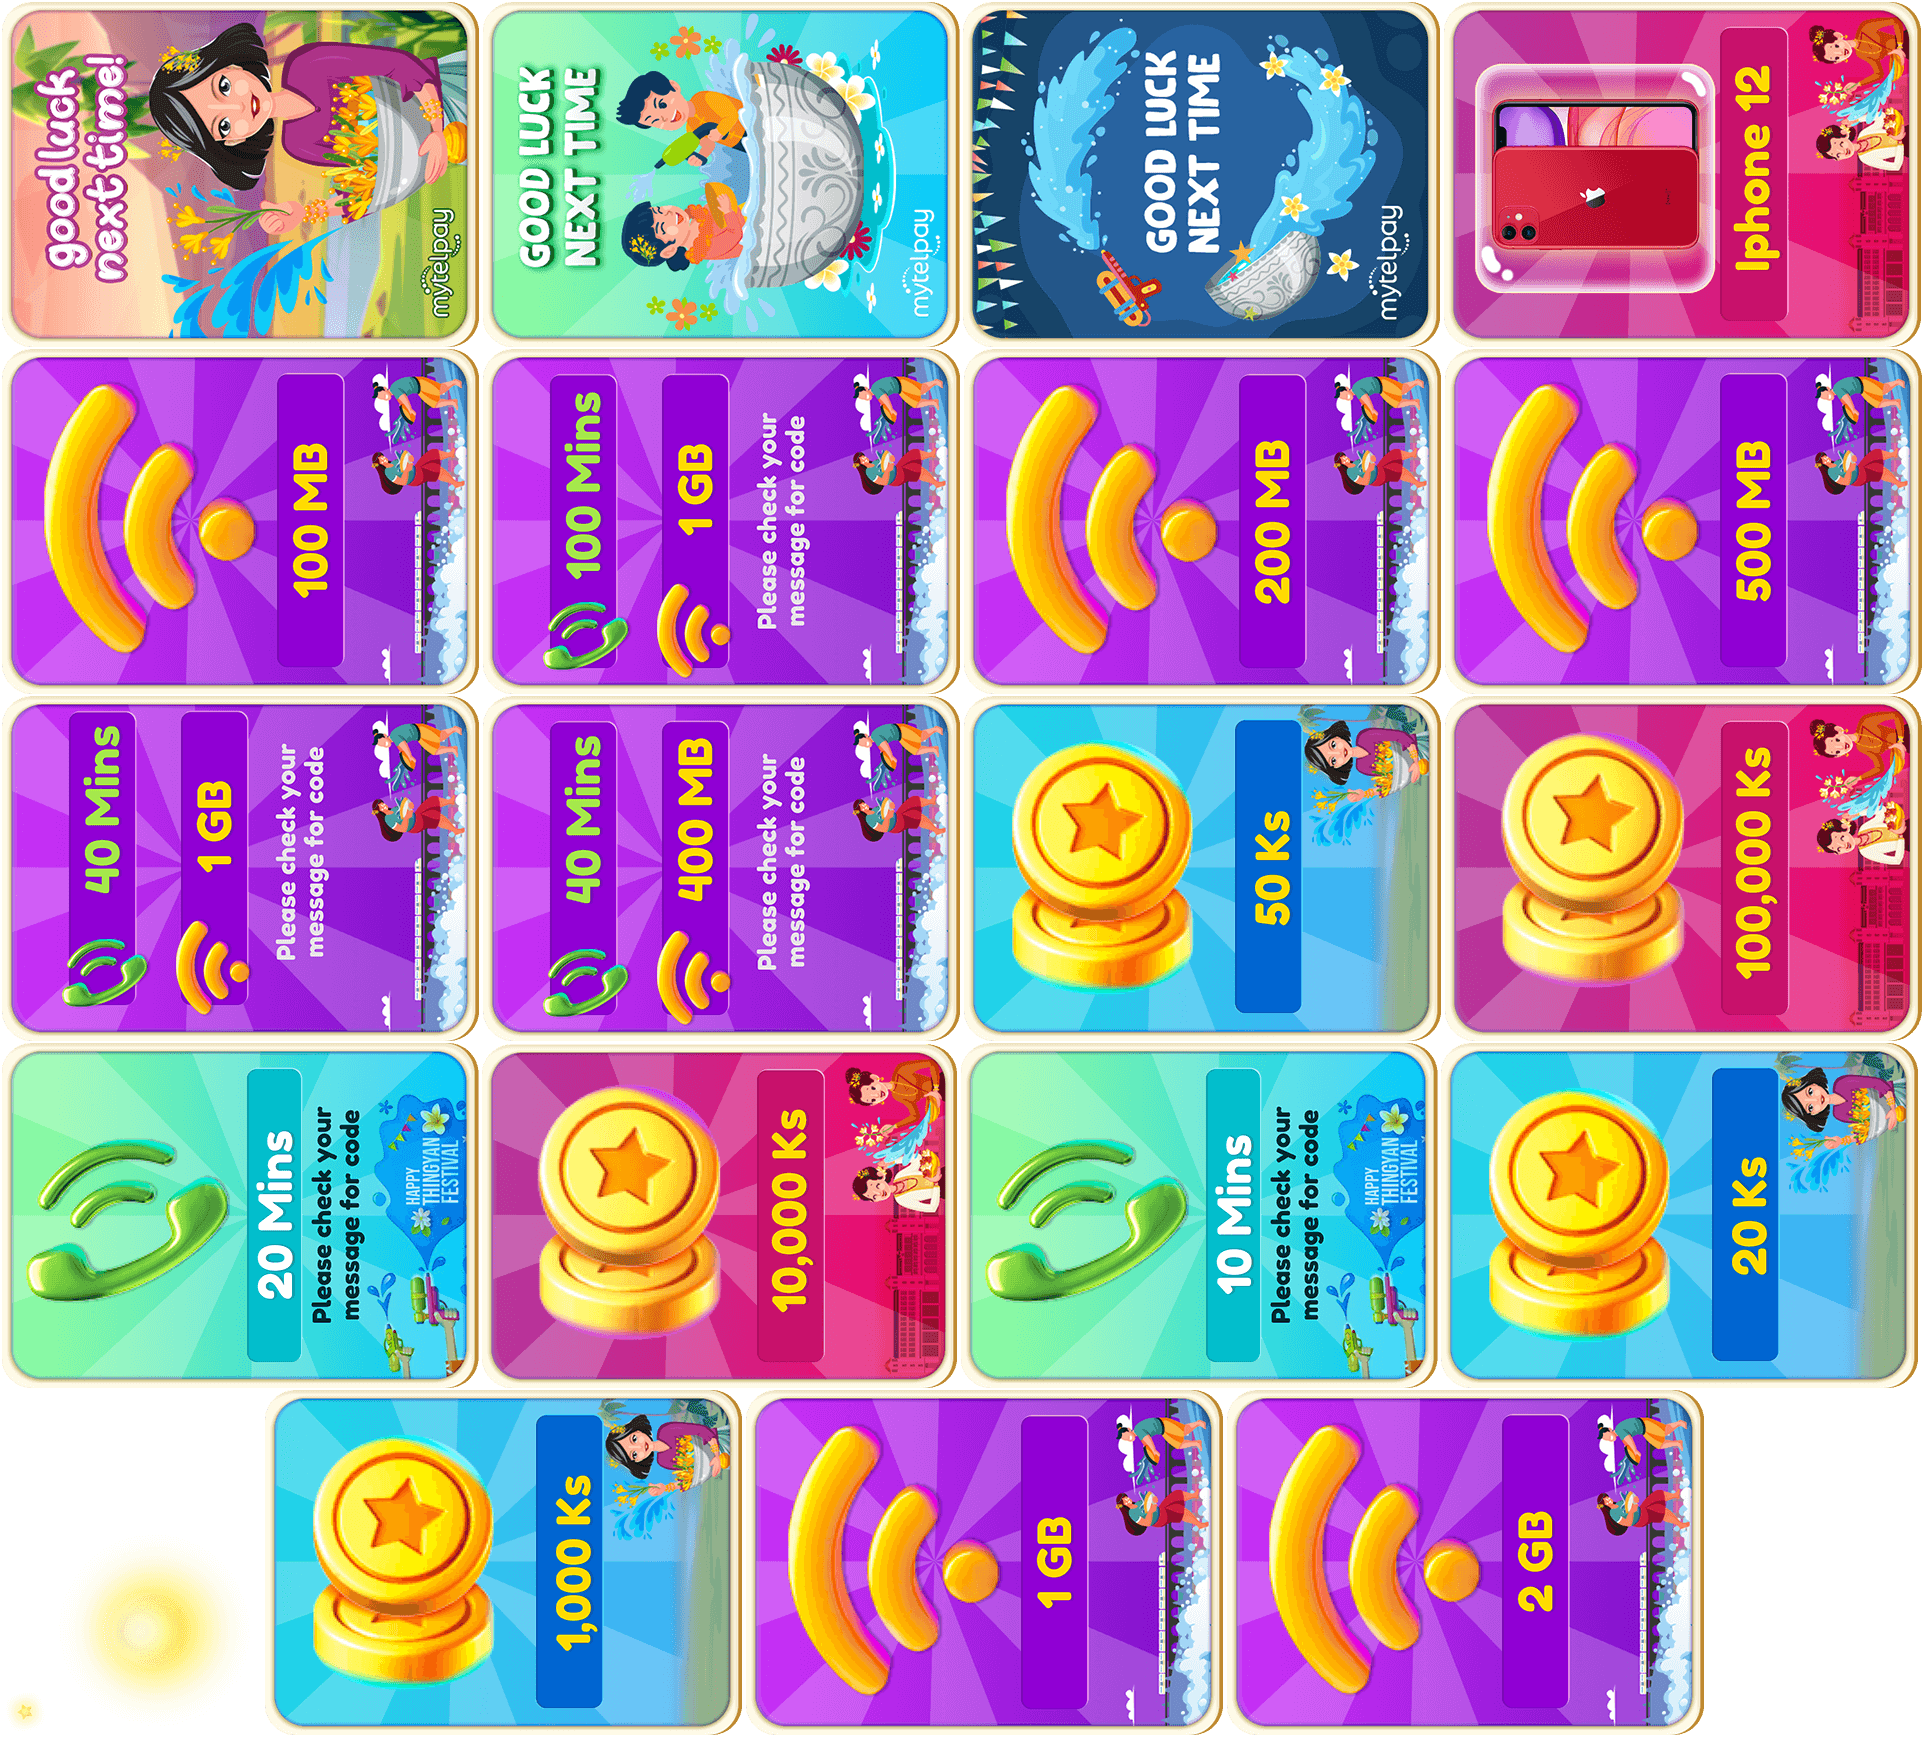 good luck
next time!
mytelpay
GOOD LUCK
NEXT TIME
mytelpay
GOOD LUCK
NEXT TIME
mytelpay
Iphone 12
100 MB
100 Mins
1 GB
Please check your
message for code
200 MB
500 MB
40 Mins
1 GB
Please check your
message for code
40 Mins
400 MB
Please check your
message for code
50 Ks
100,000 Ks
20 Mins
Please check your
message for code
HAPPY
THINGYAN
FESTIVAL
10,000 Ks
10 Mins
Please check your
message for code
HAPPY
THINGYAN
FESTIVAL
20 Ks
1,000 Ks
1 GB
2 GB